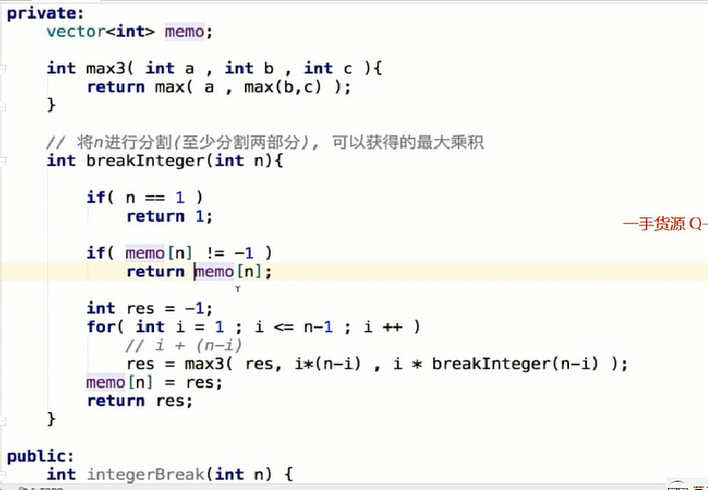 private:
    vector<int> memo;
    int max3( int a , int b , int c ){
        return max( a , max(b,c) );
    }
    // 将n进行分割(至少分割两部分), 可以获得的最大乘积
    int breakInteger(int n){
        if( n == 1 )
            return 1;
        if( memo[n] != -1 )
            return memo[n];
        int res = -1;
        for( int i = 1 ; i <= n-1 ; i ++ )
            // i + (n-i)
            res = max3( res, i*(n-i) , i * breakInteger(n-i) );
        memo[n] = res;
        return res;
    }
public:
    int integerBreak(int n) {
一手货源 Q-